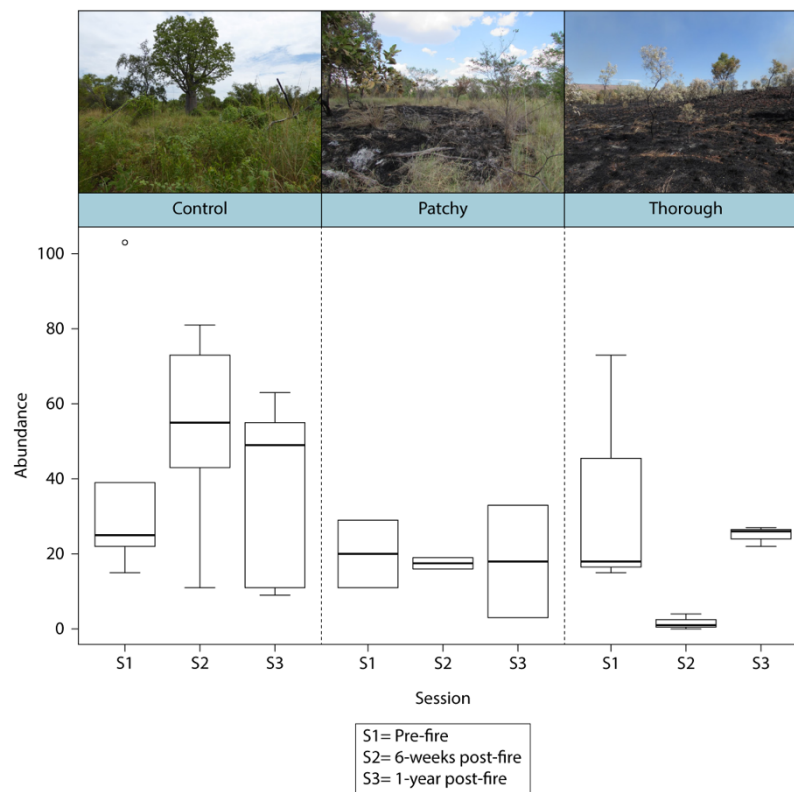 Control Patchy Thorough
Abundance
100
80
60
40
20
0
S1 S2 S3 S1 S2 S3 S1 S2 S3
Session
S1= Pre-fire
S2= 6-weeks post-fire
S3= 1-year post-fire